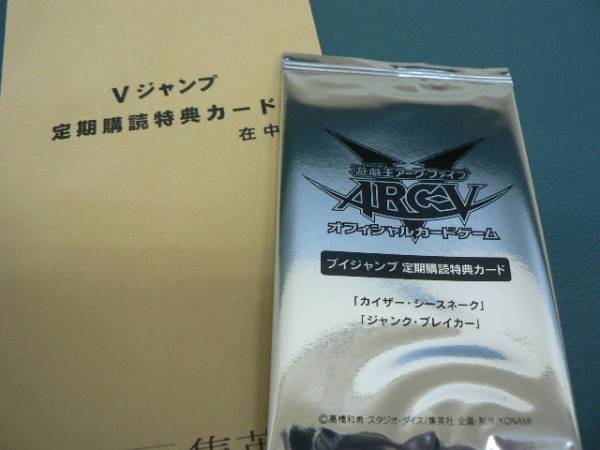 Vジャンプ
定期購読特典カード
在中
集英
遊戯王アーク・ファイブ
ARC-V
オフィシャルカードゲーム
ブイジャンプ 定期購読特典カード
「カイザー・シースネーク」
「ジャンク・ブレイカー」
©高橋和希 スタジオ・ダイス/集英社 企画・制作/KONAMI